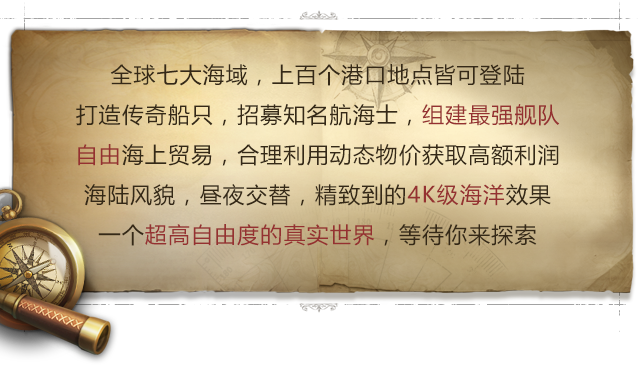 全球七大海域，上百个港口地点皆可登陆
打造传奇船只，招募知名航海士，组建最强舰队
自由海上贸易，合理利用动态物价获取高额利润
海陆风貌，昼夜交替，精致到的4K级海洋效果
一个超高自由度的真实世界，等待你来探索